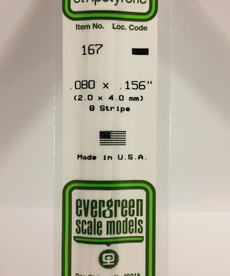 Item No. Loc. Code
167
.080 x .156"
(2.0 x 4.0 mm)
8 Strips
Made in U.S.A.
evergreen
scale models